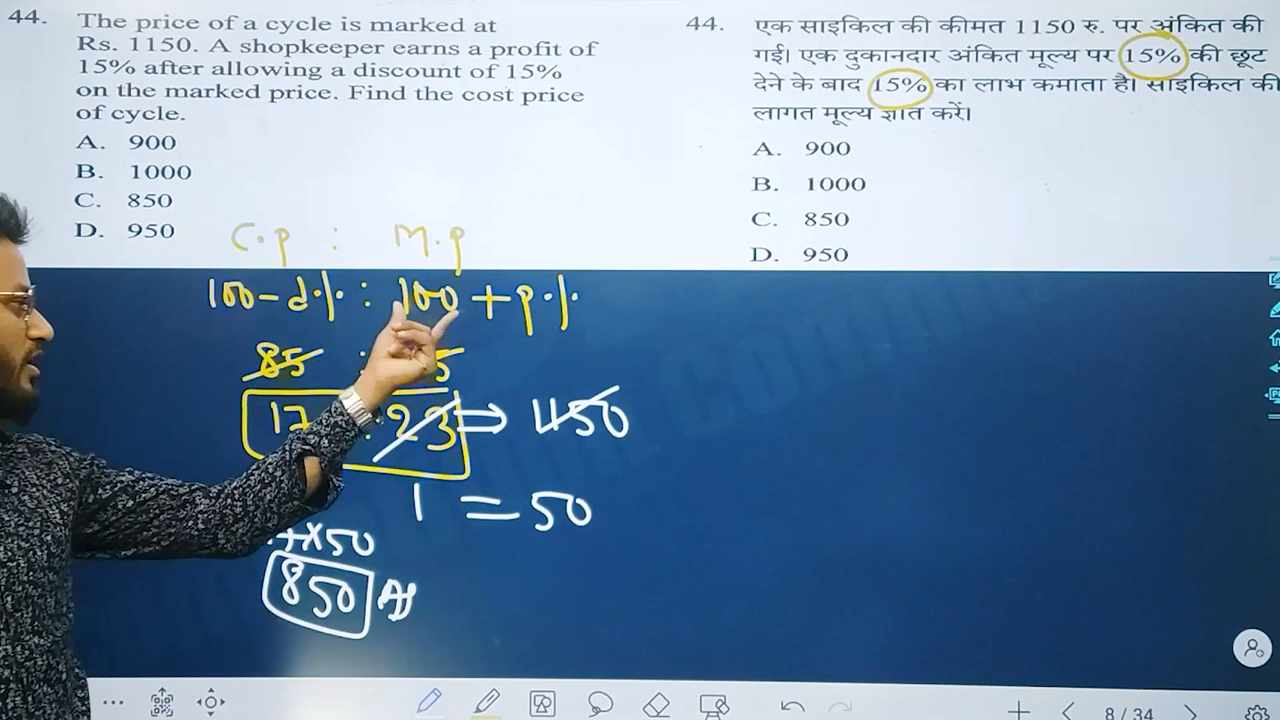 44. The price of a cycle is marked at
Rs. 1150. A shopkeeper earns a profit of
15% after allowing a discount of 15%
on the marked price. Find the cost price
of cycle.
A. 900
B. 1000
C. 850
D. 950
44. एक साइकिल की कीमत 1150 रु. पर अंकित की
गई। एक दुकानदार अंकित मूल्य पर 15% की छूट
देने के बाद 15% का लाभ कमाता है। साइकिल की
लागत मूल्य ज्ञात करें।
A. 900
B. 1000
C. 850
D. 950
C.p : M.p
100-d% : 100+p%
85 : 5
17 : 23 → 1150
1 = 50
×50
850
8 / 34